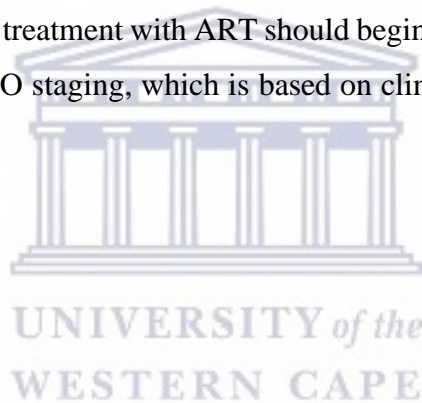 treatment with ART should begin
O staging, which is based on clin
UNIVERSITY of the
WESTERN CAPE